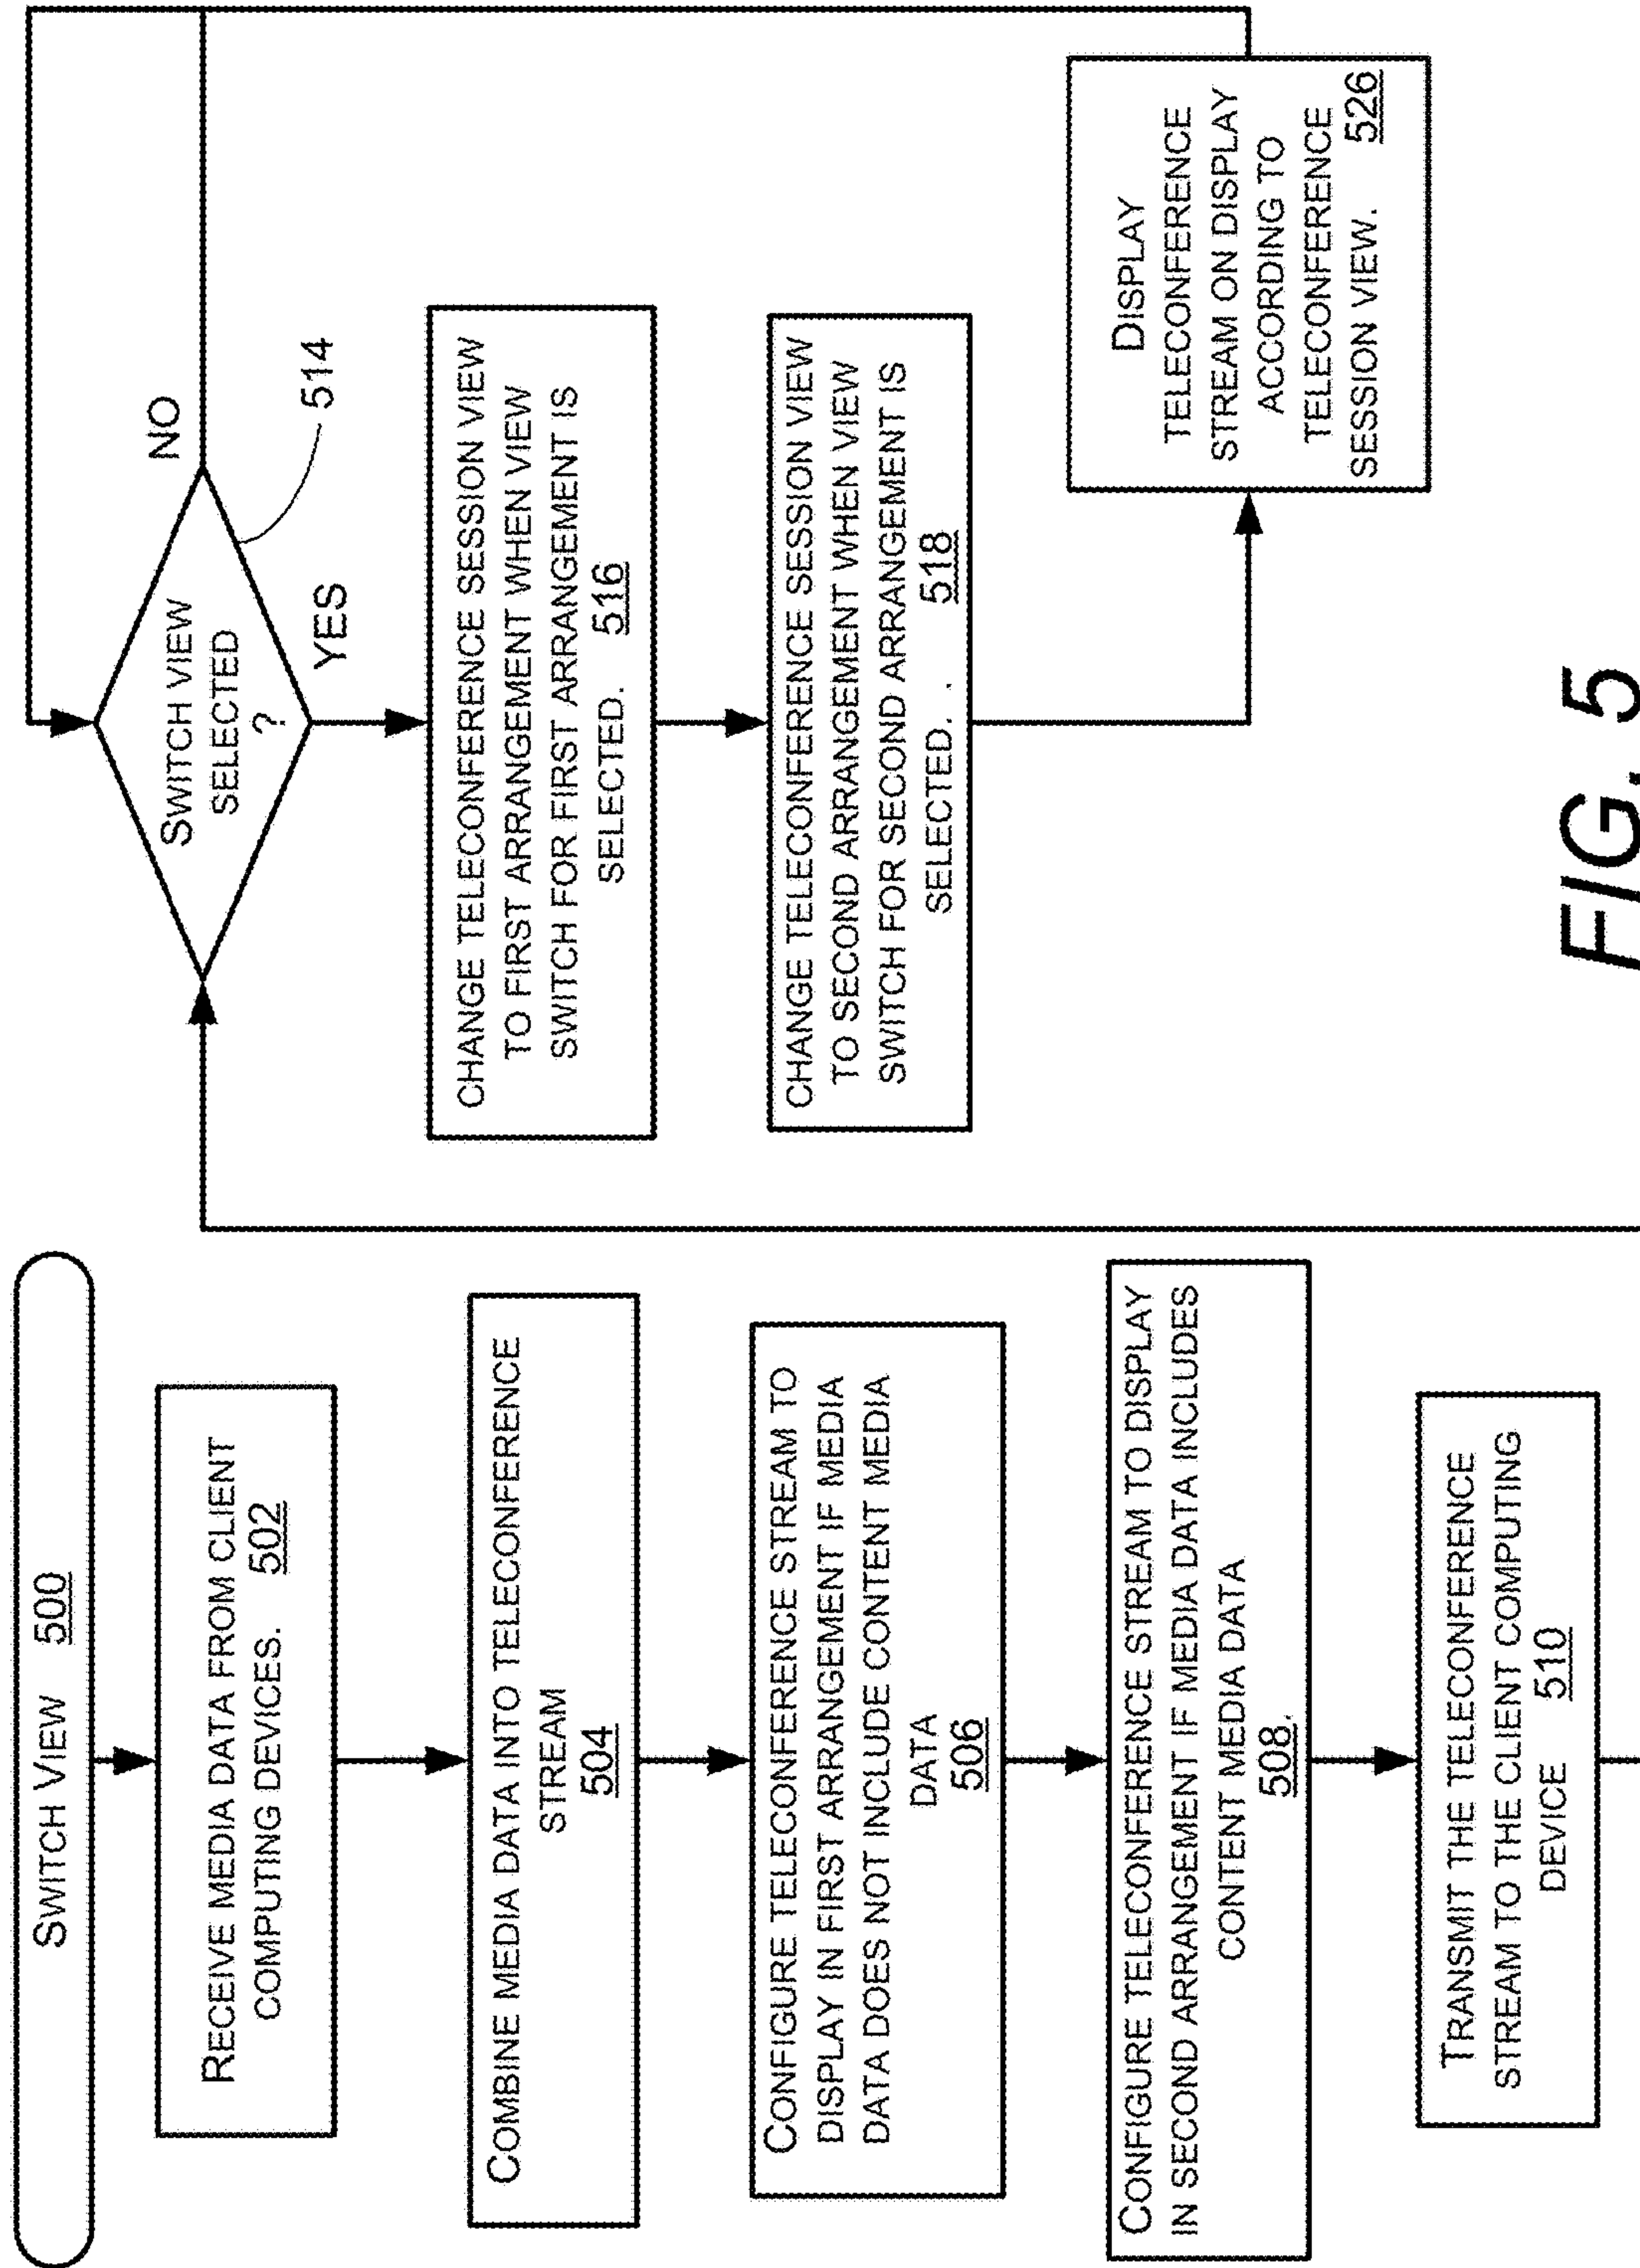 SWITCH VIEW 500
RECEIVE MEDIA DATA FROM CLIENT
COMPUTING DEVICES. 502
COMBINE MEDIA DATA INTO TELECONFERENCE
STREAM
504
CONFIGURE TELECONFERENCE STREAM TO
DISPLAY IN FIRST ARRANGEMENT IF MEDIA
DATA DOES NOT INCLUDE CONTENT MEDIA
DATA
506
CONFIGURE TELECONFERENCE STREAM TO DISPLAY
IN SECOND ARRANGEMENT IF MEDIA DATA INCLUDES
CONTENT MEDIA DATA
508.
TRANSMIT THE TELECONFERENCE
STREAM TO THE CLIENT COMPUTING
DEVICE 510
SWITCH VIEW
SELECTED
?
NO
514
YES
CHANGE TELECONFERENCE SESSION VIEW
TO FIRST ARRANGEMENT WHEN VIEW
SWITCH FOR FIRST ARRANGEMENT IS
SELECTED. 516
CHANGE TELECONFERENCE SESSION VIEW
TO SECOND ARRANGEMENT WHEN VIEW
SWITCH FOR SECOND ARRANGEMENT IS
SELECTED. . 518
DISPLAY
TELECONFERENCE
STREAM ON DISPLAY
ACCORDING TO
TELECONFERENCE
SESSION VIEW. 526
FIG. 5